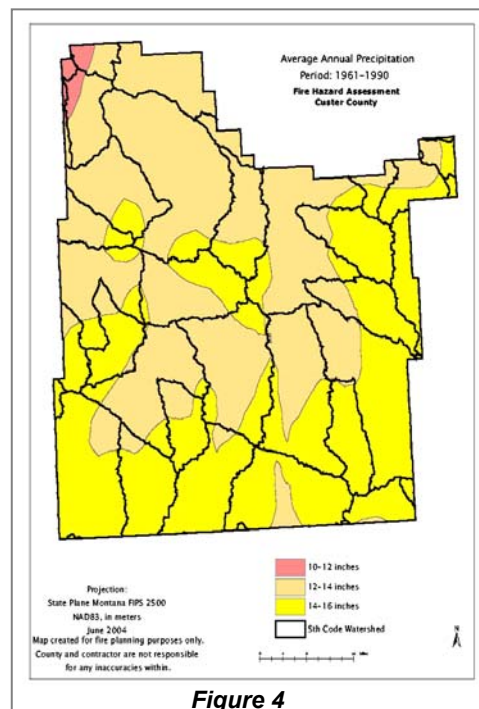 Average Annual Precipitation
Period: 1961-1990
Fire Hazard Assessment
Custer County
10-12 inches
12-14 inches
14-16 inches
5th Code Watershed
Projection:
State Plane Montana FIPS 2500
NAD83, in meters
June 2004
Map created for fire planning purposes only.
County and contractor are not responsible
for any inaccuracies within.
N
Figure 4